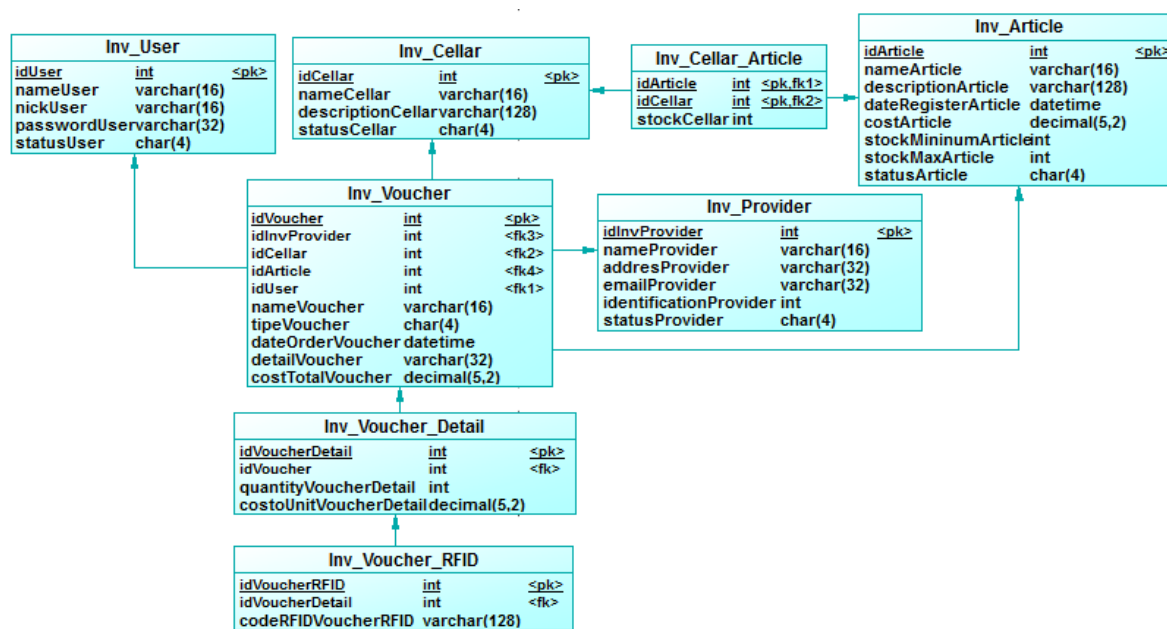 Inv_User
idUser int <pk>
nameUser varchar(16)
nickUser varchar(16)
passwordUser varchar(32)
statusUser char(4)
Inv_Cellar
idCellar int <pk>
nameCellar varchar(16)
descriptionCellar varchar(128)
statusCellar char(4)
Inv_Cellar_Article
idArticle int <pk,fk1>
idCellar int <pk,fk2>
stockCellar int
Inv_Article
idArticle int <pk>
nameArticle varchar(16)
descriptionArticle varchar(128)
dateRegisterArticle datetime
costArticle decimal(5,2)
stockMininumArticle int
stockMaxArticle int
statusArticle char(4)
Inv_Voucher
idVoucher int <pk>
idInvProvider int <fk3>
idCellar int <fk2>
idArticle int <fk4>
idUser int <fk1>
nameVoucher varchar(16)
tipeVoucher char(4)
dateOrderVoucher datetime
detailVoucher varchar(32)
costTotalVoucher decimal(5,2)
Inv_Provider
idInvProvider int <pk>
nameProvider varchar(16)
addresProvider varchar(32)
emailProvider varchar(32)
identificationProvider int
statusProvider char(4)
Inv_Voucher_Detail
idVoucherDetail int <pk>
idVoucher int <fk>
quantityVoucherDetail int
costoUnitVoucherDetail decimal(5,2)
Inv_Voucher_RFID
idVoucherRFID int <pk>
idVoucherDetail int <fk>
codeRFIDVoucherRFID varchar(128)